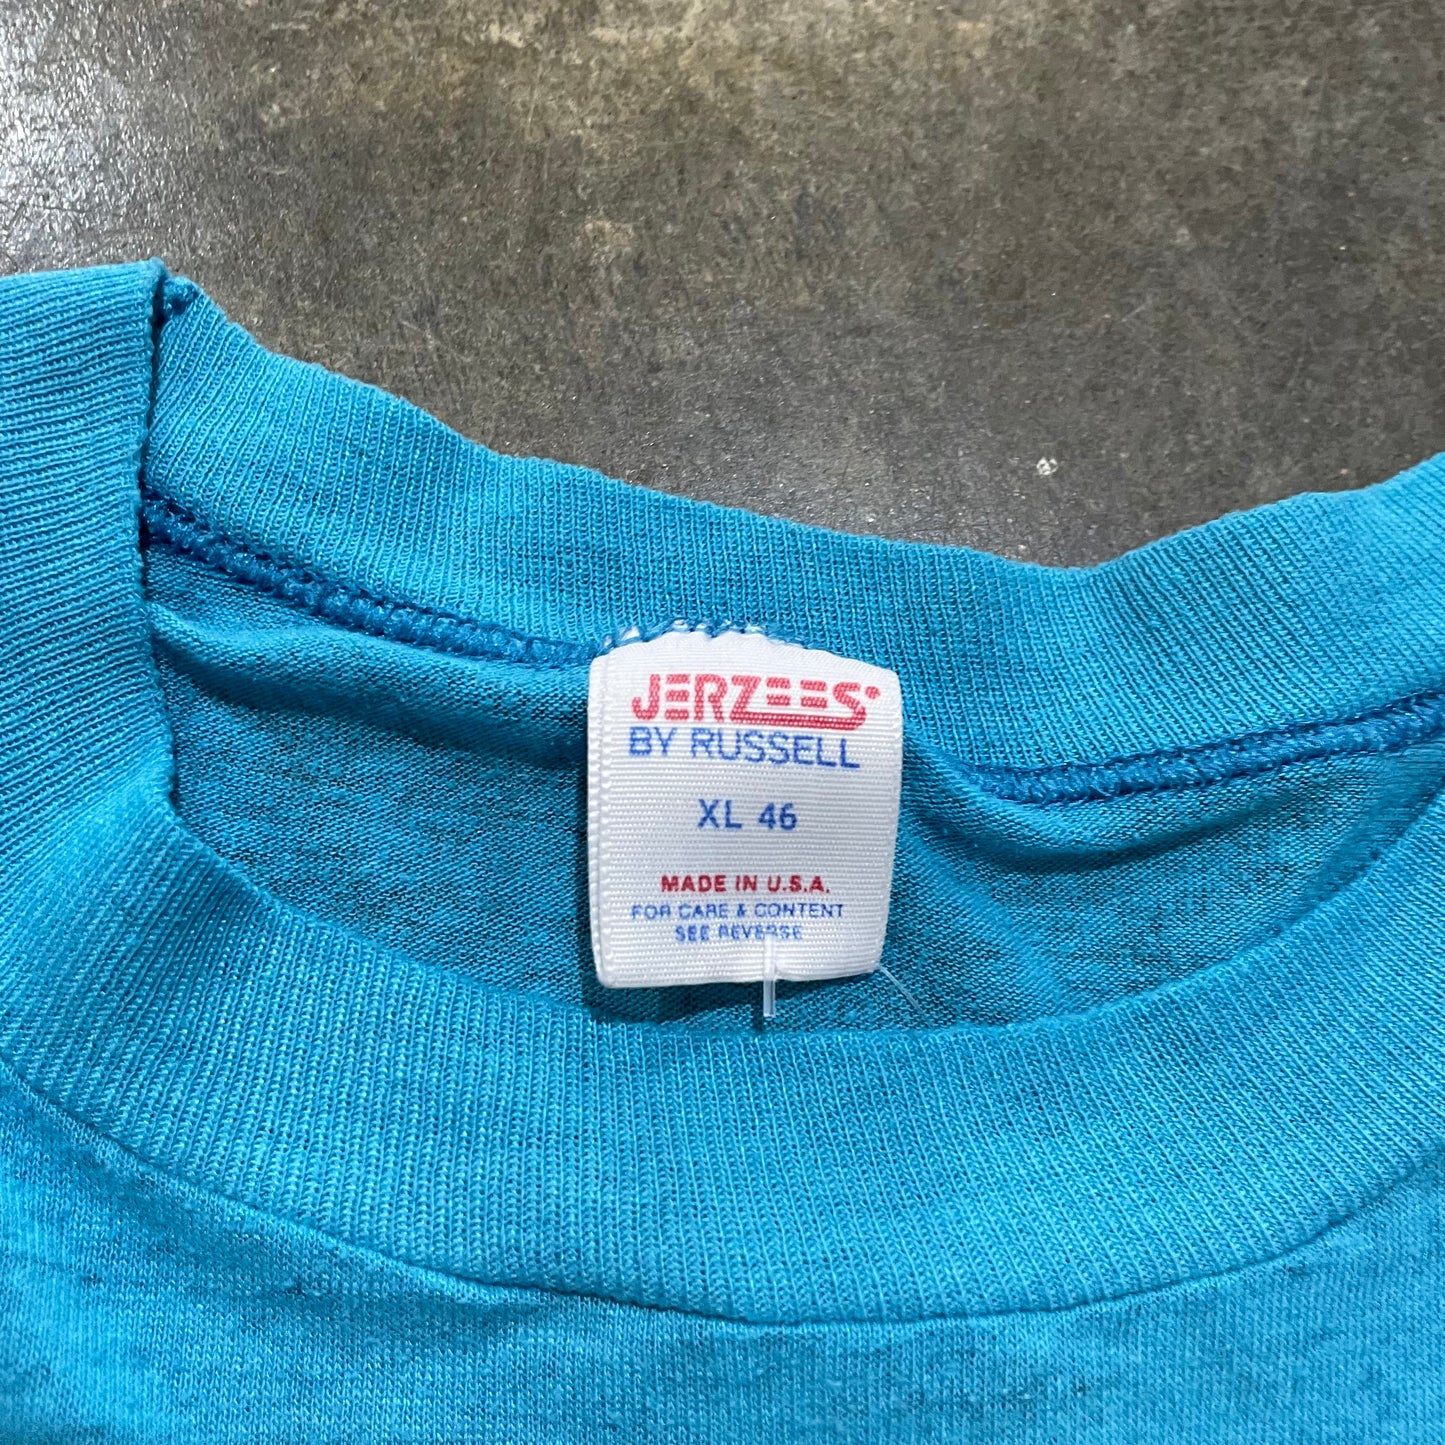 JERZEES
BY RUSSELL
XL 46
MADE IN U.S.A.
FOR CARE & CONTENT
SEE REVERSE